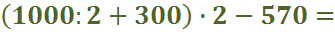 (1000: 2 + 300) · 2 − 570 =